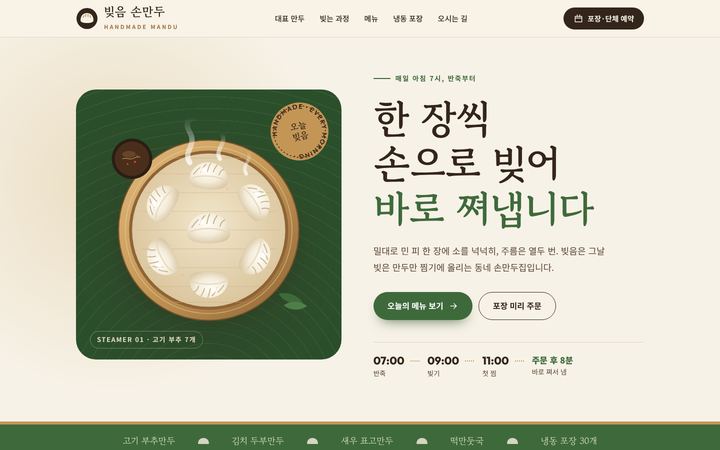 빚음 손만두
HANDMADE MANDU
대표 만두
빚는 과정
메뉴
냉동 포장
오시는 길
포장·단체 예약
HANDMADE · EVERY MORNING ·
오늘
빚음
STEAMER 01 · 고기 부추 7개
매일 아침 7시, 반죽부터
한 장씩
손으로 빚어
바로 쪄냅니다
밀대로 민 피 한 장에 소를 넉넉히, 주름은 열두 번. 빚음은 그날
빚은 만두만 찜기에 올리는 동네 손만두집입니다.
오늘의 메뉴 보기 →
포장 미리 주문
07:00
반죽
09:00
빚기
11:00
첫 찜
주문 후 8분
바로 쪄서 냄
고기 부추만두
김치 두부만두
새우 표고만두
떡만둣국
냉동 포장 30개